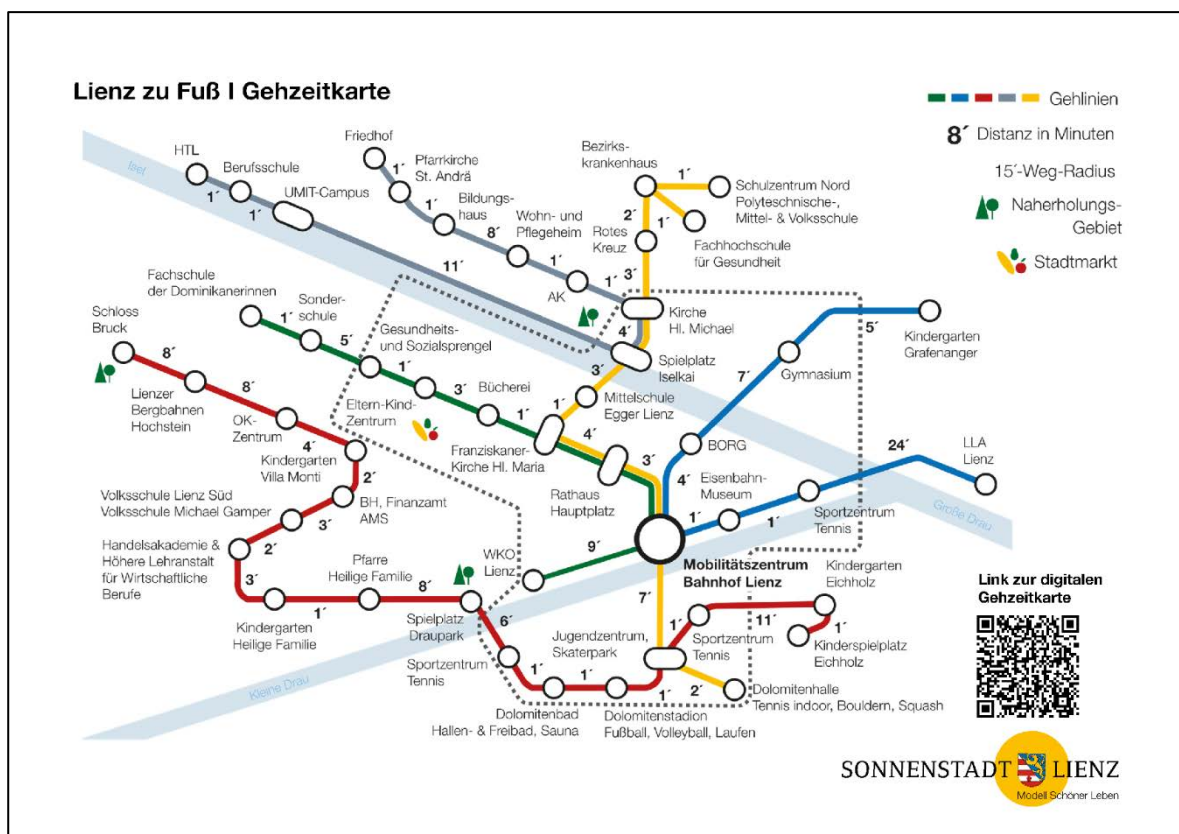 Lienz zu Fuß I Gehzeitkarte
Gehlinien
8´ Distanz in Minuten
15´-Weg-Radius
Naherholungs-
Gebiet
Stadtmarkt
Isel
HTL
1´
Berufsschule
1´
UMIT-Campus
11´
Friedhof
1´
Pfarrkirche
St. Andrä
1´
Bildungs-
haus
8´
Wohn- und
Pflegeheim
1´
AK
1´
Bezirks-
krankenhaus
1´
Schulzentrum Nord
Polyteschnische-,
Mittel- & Volksschule
2´
1´
Fachhochschule
für Gesundheit
Rotes
Kreuz
3´
Kirche
Hl. Michael
4´
Spielplatz
Iselkai
3´
Mittelschule
Egger Lienz
1´
Fachschule
der Dominikanerinnen
1´
Sonder-
schule
5´
Gesundheits-
und Sozialsprengel
1´
Eltern-Kind-
Zentrum
3´
Bücherei
1´
Franziskaner-
Kirche Hl. Maria
4´
Rathaus
Hauptplatz
3´
5´
Kindergarten
Grafenanger
Gymnasium
7´
BORG
4´
Eisenbahn-
Museum
1´
1´
Sportzentrum
Tennis
24´
LLA
Lienz
Große Drau
Schloss
Bruck
8´
Lienzer
Bergbahnen
Hochstein
8´
OK-
Zentrum
4´
Kindergarten
Villa Monti
2´
BH, Finanzamt
AMS
3´
Volksschule Lienz Süd
Volksschule Michael Gamper
2´
Handelsakademie &
Höhere Lehranstalt
für Wirtschaftliche
Berufe
3´
Kindergarten
Heilige Familie
1´
Pfarre
Heilige Familie
8´
Spielplatz
Draupark
WKO
Lienz
9´
Mobilitätszentrum
Bahnhof Lienz
7´
6´
Sportzentrum
Tennis
1´
Dolomitenbad
Hallen- & Freibad, Sauna
1´
Dolomitenstadion
Fußball, Volleyball, Laufen
1´
Jugendzentrum,
Skaterpark
1´
Sportzentrum
Tennis
11´
Kindergarten
Eichholz
1´
Kinderspielplatz
Eichholz
2´
Dolomitenhalle
Tennis indoor, Bouldern, Squash
Kleine Drau
Link zur digitalen
Gehzeitkarte
SONNENSTADT LIENZ
Modell Schöner Leben